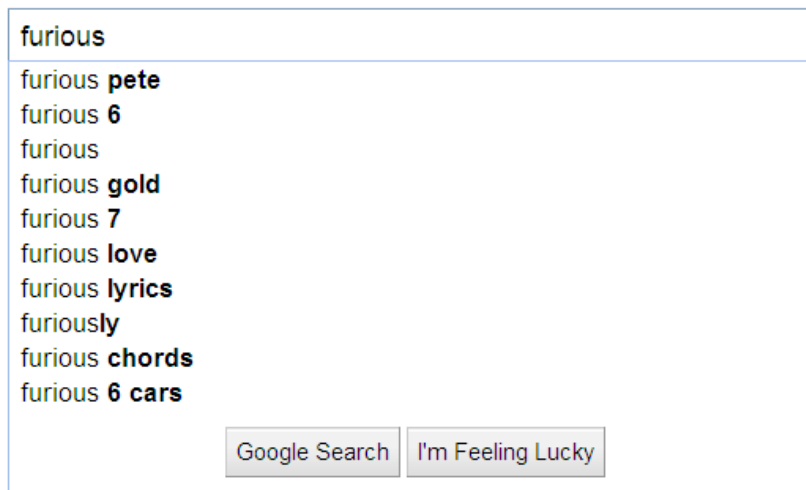 furious
furious pete
furious 6
furious
furious gold
furious 7
furious love
furious lyrics
furiously
furious chords
furious 6 cars
Google Search I'm Feeling Lucky